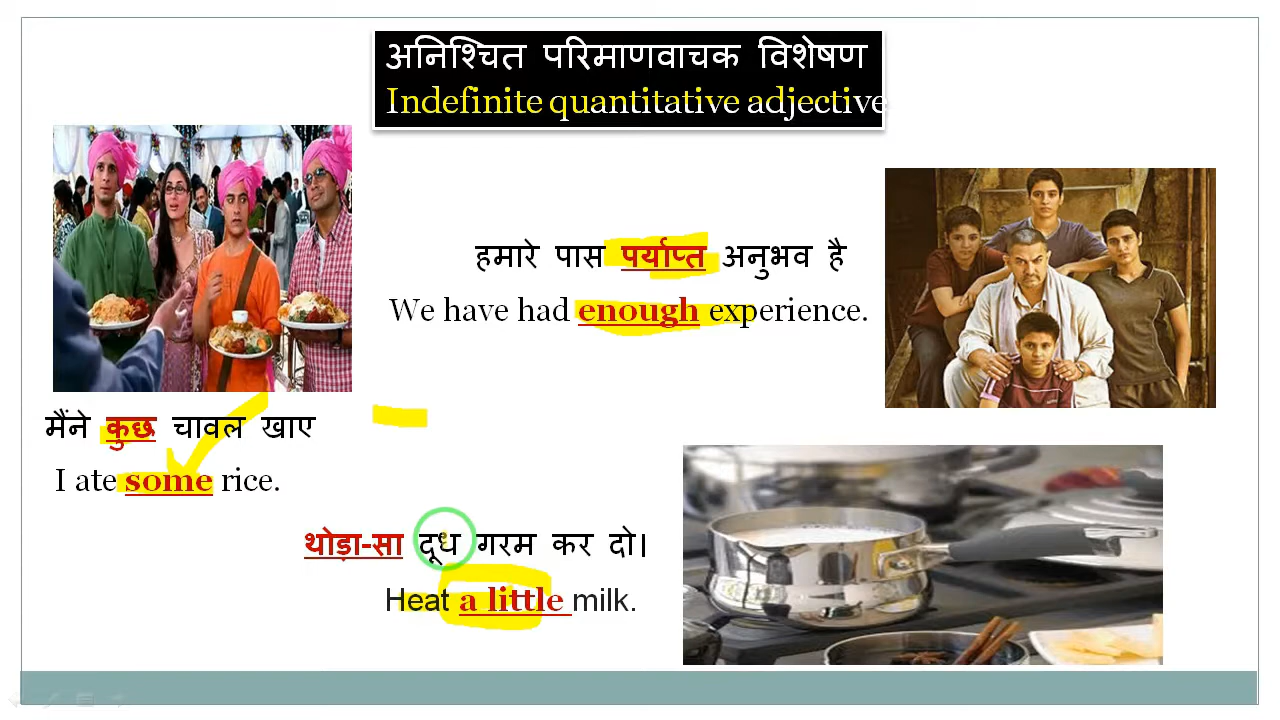 अनिश्चित परिमाणवाचक विशेषण
Indefinite quantitative adjective
हमारे पास पर्याप्त अनुभव है
We have had enough experience.
मैंने कुछ चावल खाए
I ate some rice.
थोड़ा-सा दूध गरम कर दो।
Heat a little milk.